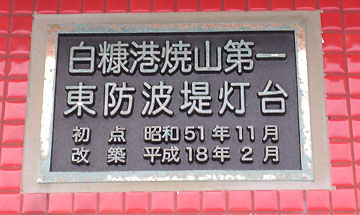 白糠港焼山第一
東防波堤灯台
初点 昭和51年11月
改築 平成18年2月